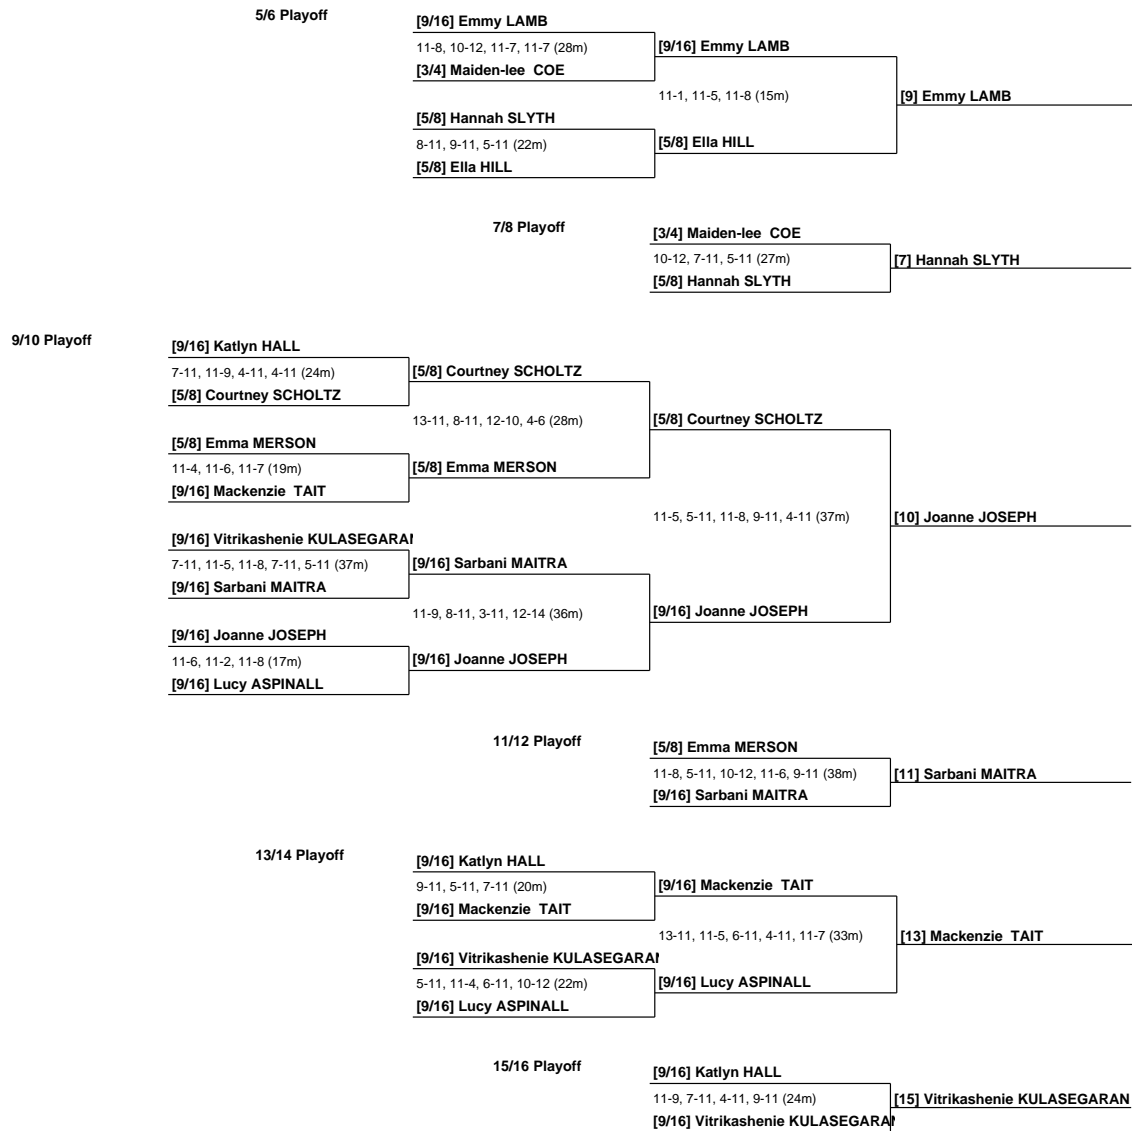 5/6 Playoff
[9/16] Emmy LAMB
11-8, 10-12, 11-7, 11-7 (28m)
[9/16] Emmy LAMB
[3/4] Maiden-lee  COE
11-1, 11-5, 11-8 (15m)
[9] Emmy LAMB
[5/8] Hannah SLYTH
8-11, 9-11, 5-11 (22m)
[5/8] Ella HILL
[5/8] Ella HILL
7/8 Playoff
[3/4] Maiden-lee  COE
10-12, 7-11, 5-11 (27m)
[7] Hannah SLYTH
[5/8] Hannah SLYTH
9/10 Playoff
[9/16] Katlyn HALL
7-11, 11-9, 4-11, 4-11 (24m)
[5/8] Courtney SCHOLTZ
[5/8] Courtney SCHOLTZ
13-11, 8-11, 12-10, 4-6 (28m)
[5/8] Courtney SCHOLTZ
[5/8] Emma MERSON
11-4, 11-6, 11-7 (19m)
[5/8] Emma MERSON
[9/16] Mackenzie  TAIT
11-5, 5-11, 11-8, 9-11, 4-11 (37m)
[10] Joanne JOSEPH
[9/16] Vitrikashenie KULASEGARAN
7-11, 11-5, 11-8, 7-11, 5-11 (37m)
[9/16] Sarbani MAITRA
[9/16] Sarbani MAITRA
11-9, 8-11, 3-11, 12-14 (36m)
[9/16] Joanne JOSEPH
[9/16] Joanne JOSEPH
11-6, 11-2, 11-8 (17m)
[9/16] Joanne JOSEPH
[9/16] Lucy ASPINALL
11/12 Playoff
[5/8] Emma MERSON
11-8, 5-11, 10-12, 11-6, 9-11 (38m)
[11] Sarbani MAITRA
[9/16] Sarbani MAITRA
13/14 Playoff
[9/16] Katlyn HALL
9-11, 5-11, 7-11 (20m)
[9/16] Mackenzie  TAIT
[9/16] Mackenzie  TAIT
13-11, 11-5, 6-11, 4-11, 11-7 (33m)
[13] Mackenzie  TAIT
[9/16] Vitrikashenie KULASEGARAN
5-11, 11-4, 6-11, 10-12 (22m)
[9/16] Lucy ASPINALL
[9/16] Lucy ASPINALL
15/16 Playoff
[9/16] Katlyn HALL
11-9, 7-11, 4-11, 9-11 (24m)
[15] Vitrikashenie KULASEGARAN
[9/16] Vitrikashenie KULASEGARAN